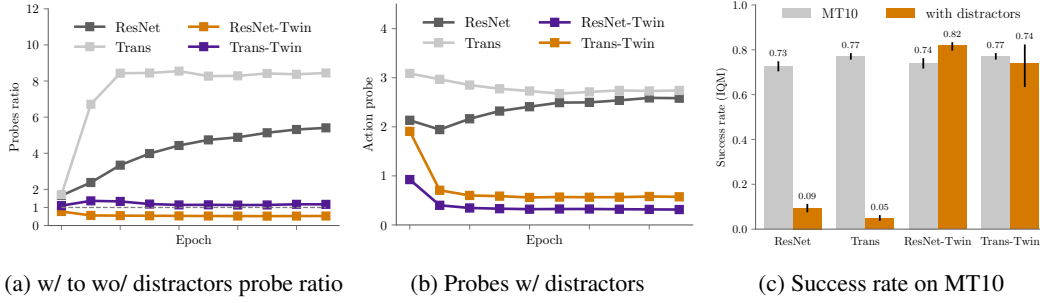 ResNet
Trans
ResNet-Twin
Trans-Twin
12
10
8
6
4
2
1
0
Probes ratio
Epoch
(a) w/ to wo/ distractors probe ratio
ResNet
Trans
Trans-Twin
ResNet-Twin
4
3
2
1
0
Action probe
Epoch
(b) Probes w/ distractors
MT10
with distractors
1.0
0.8
0.6
0.4
0.2
0.0
Success rate (IQM)
0.73
0.09
0.77
0.05
0.74
0.82
0.77
0.74
ResNet
Trans
ResNet-Twin
Trans-Twin
(c) Success rate on MT10